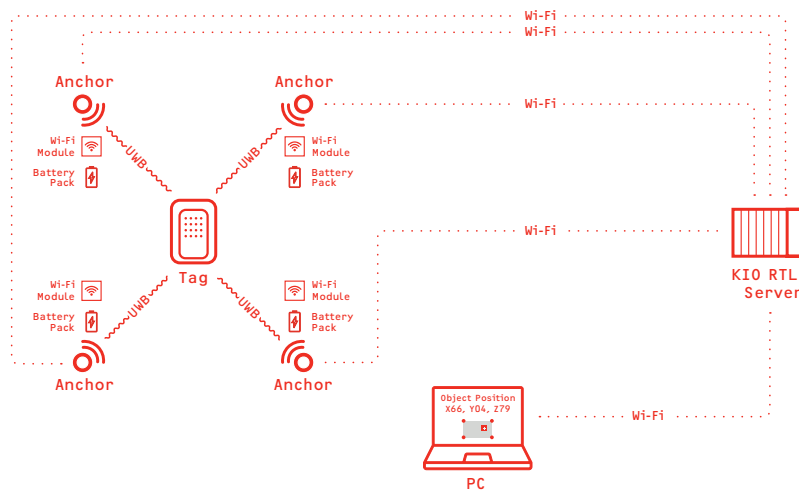 Wi-Fi
Wi-Fi
Anchor
Anchor
Wi-Fi
Wi-Fi
Module
Battery
Pack
UWB
UWB
Wi-Fi
Module
Battery
Pack
Wi-Fi
Tag
KIO RTL
Server
Wi-Fi
Module
Battery
Pack
UWB
UWB
Wi-Fi
Module
Battery
Pack
Anchor
Anchor
Object Position
X66, Y04, Z79
Wi-Fi
PC